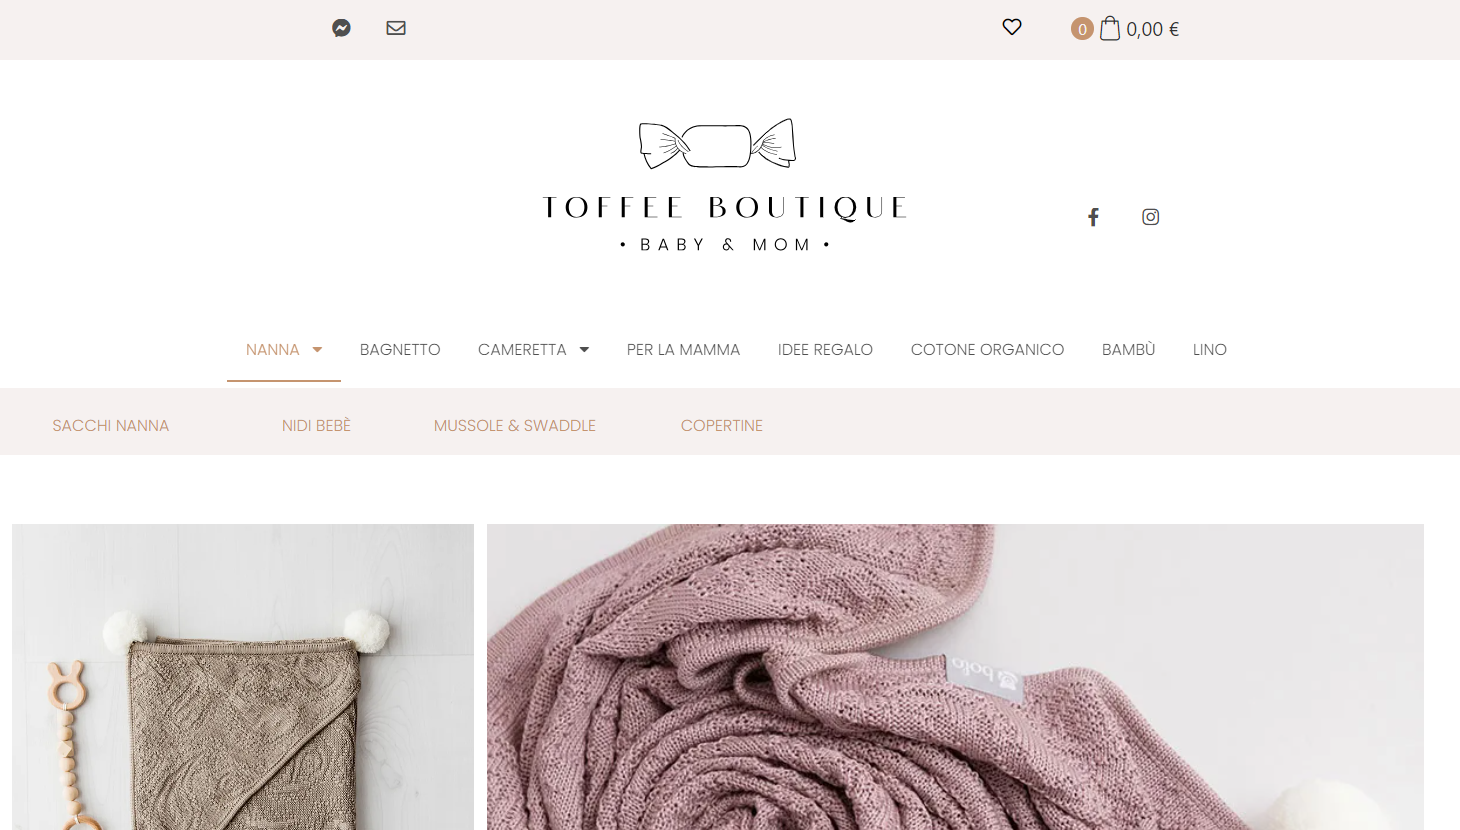 0 0,00 €
TOFFEE BOUTIQUE
• BABY & MOM •
NANNA BAGNETTO CAMERETTA PER LA MAMMA IDEE REGALO COTONE ORGANICO BAMBÙ LINO
SACCHI NANNA NIDI BEBÈ MUSSOLE & SWADDLE COPERTINE
bolo